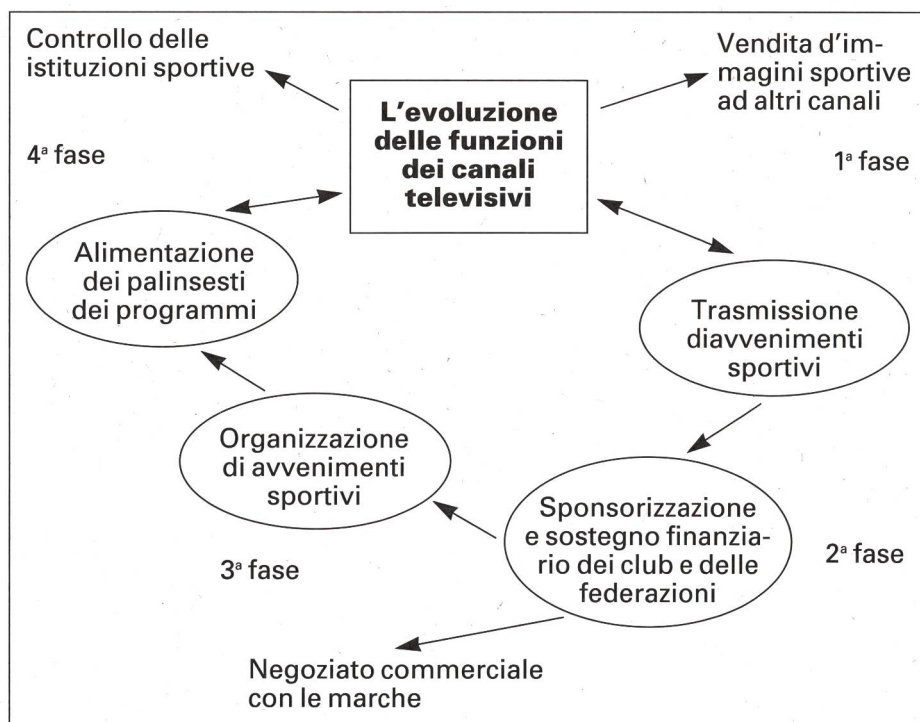 Controllo delle
istituzioni sportive
Vendita d'im-
magini sportive
ad altri canali
L'evoluzione
delle funzioni
dei canali
televisivi
4ª fase
1ª fase
Alimentazione
dei palinsesti
dei programmi
Trasmissione
diavvenimenti
sportivi
Organizzazione
di avvenimenti
sportivi
Sponsorizzazione
e sostegno finanzia-
rio dei club e delle
federazioni
2ª fase
3ª fase
Negoziato commerciale
con le marche